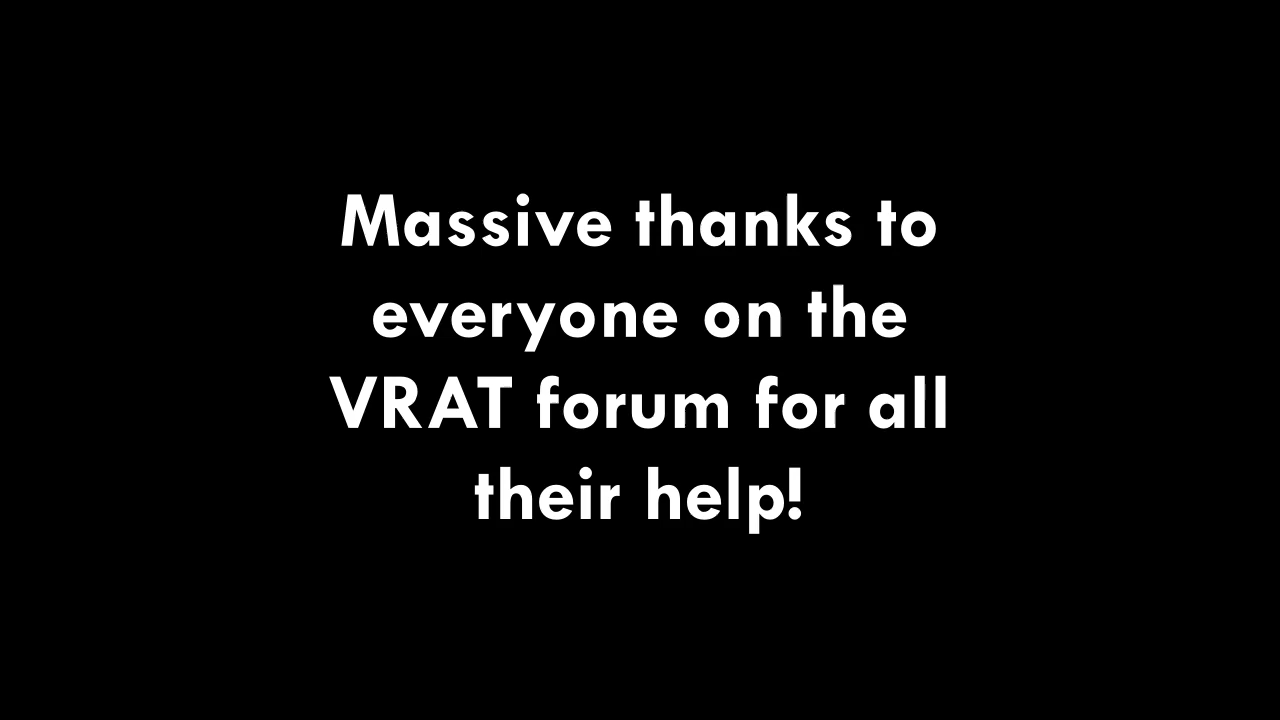 Massive thanks to
everyone on the
VRAT forum for all
their help!